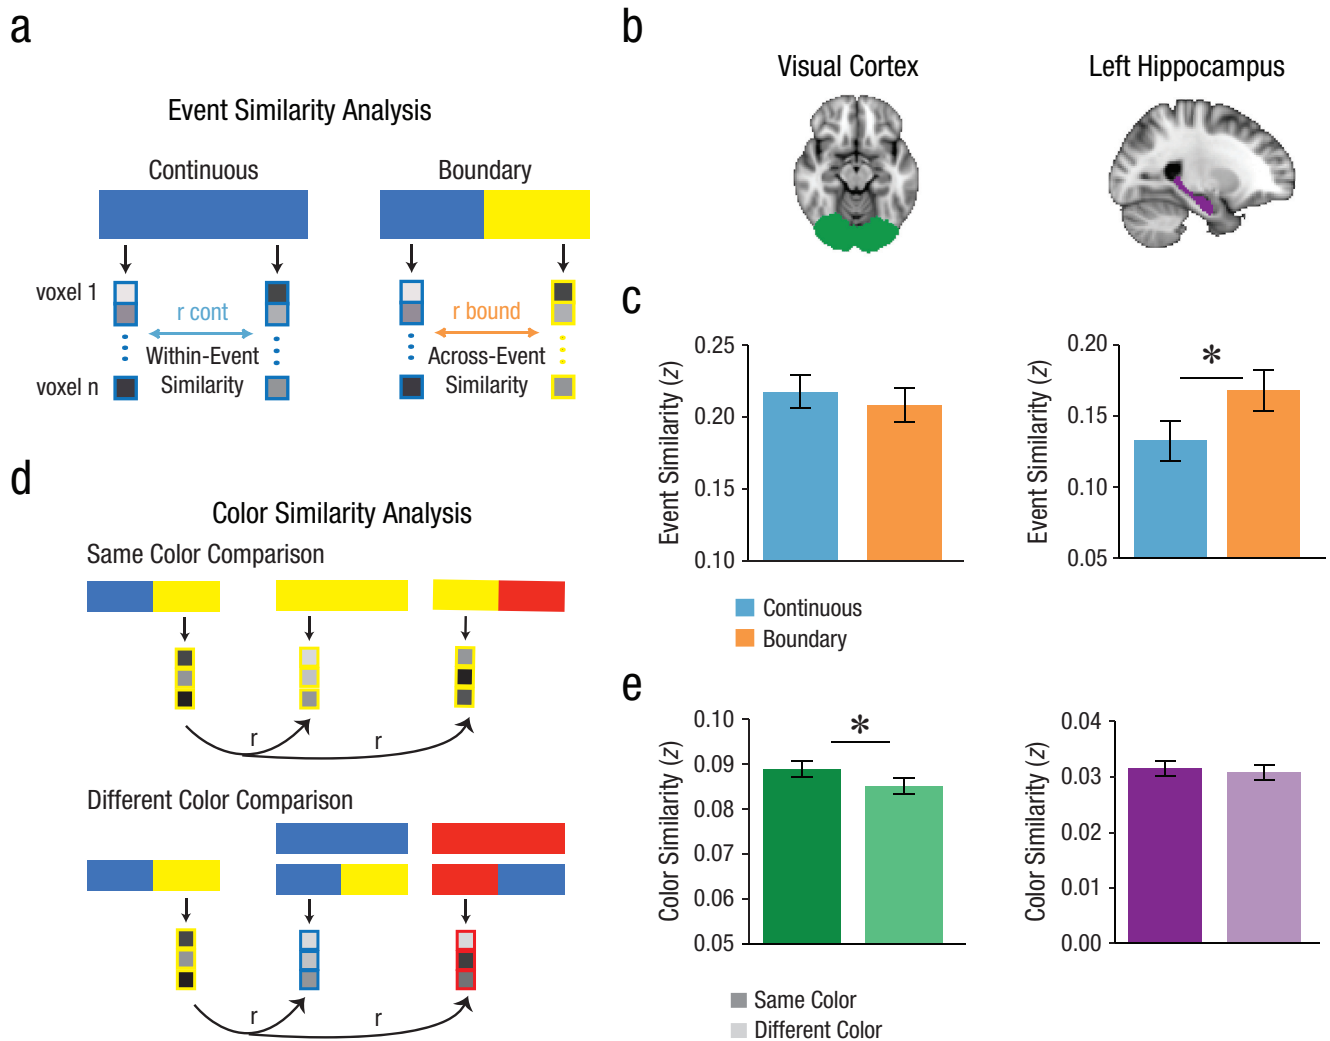 a
Event Similarity Analysis
Continuous
Boundary
voxel 1
r cont
r bound
Within-Event
Similarity
Across-Event
Similarity
voxel n
b
Visual Cortex
Left Hippocampus
c
Event Similarity (z)
0.25
0.20
0.15
0.10
Event Similarity (z)
0.20
0.15
0.10
0.05
*
Continuous
Boundary
d
Color Similarity Analysis
Same Color Comparison
r
r
Different Color Comparison
r
r
e
Color Similarity (z)
0.10
0.09
0.08
0.07
0.06
0.05
*
Color Similarity (z)
0.04
0.03
0.02
0.01
0.00
Same Color
Different Color